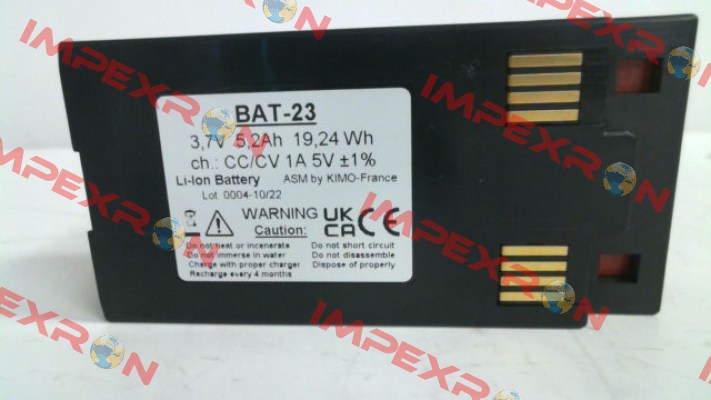 BAT-23
3,7V 5,2Ah 19,24 Wh
ch.: CC/CV 1A 5V ±1%
Li-Ion Battery ASM by KIMO-France
Lot: 0004-10/22
WARNING UK CA CE
Caution:
Do not heat or incenerate Do not short circuit
Do not immerse in water Do not disassemble
Charge with proper charger Dispose of properly
Recharge every 4 months
IMPEXRON
IMPEXRON
IMPEXRON
IMPEXRON
IMPEXRON